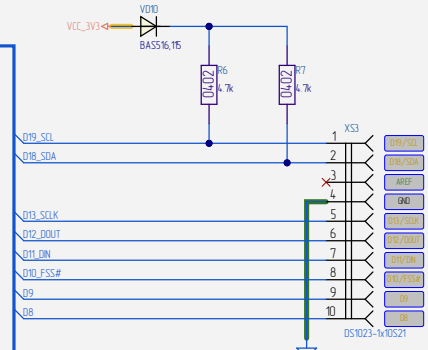 VD10
VCC_3V3
BAS516,115
R6
0402
4.7k
R7
0402
4.7k
XS3
D19_SCL 1 D19/SCL
D18_SDA 2 D18/SDA
3 AREF
4 GND
D13_SCLK 5 D13/SCLK
D12_DOUT 6 D12/DOUT
D11_DIN 7 D11/DIN
D10_FSS# 8 D10/FSS#
D9 9 D9
D8 10 D8
DS1023-1x10S21